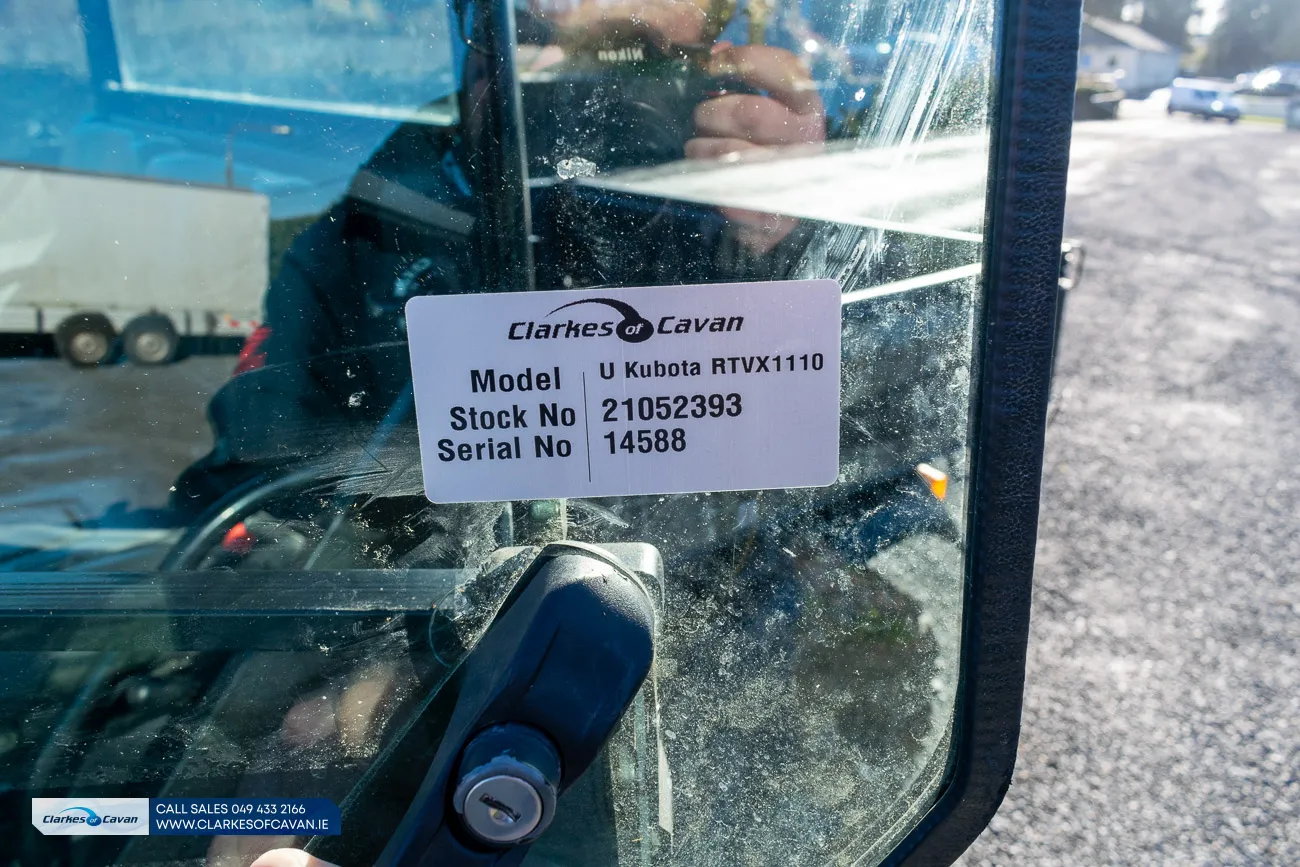 Nikon
Clarkes of Cavan
Model U Kubota RTVX1110
Stock No 21052393
Serial No 14588
Clarkes of Cavan
CALL SALES 049 433 2166
WWW.CLARKESOFCAVAN.IE